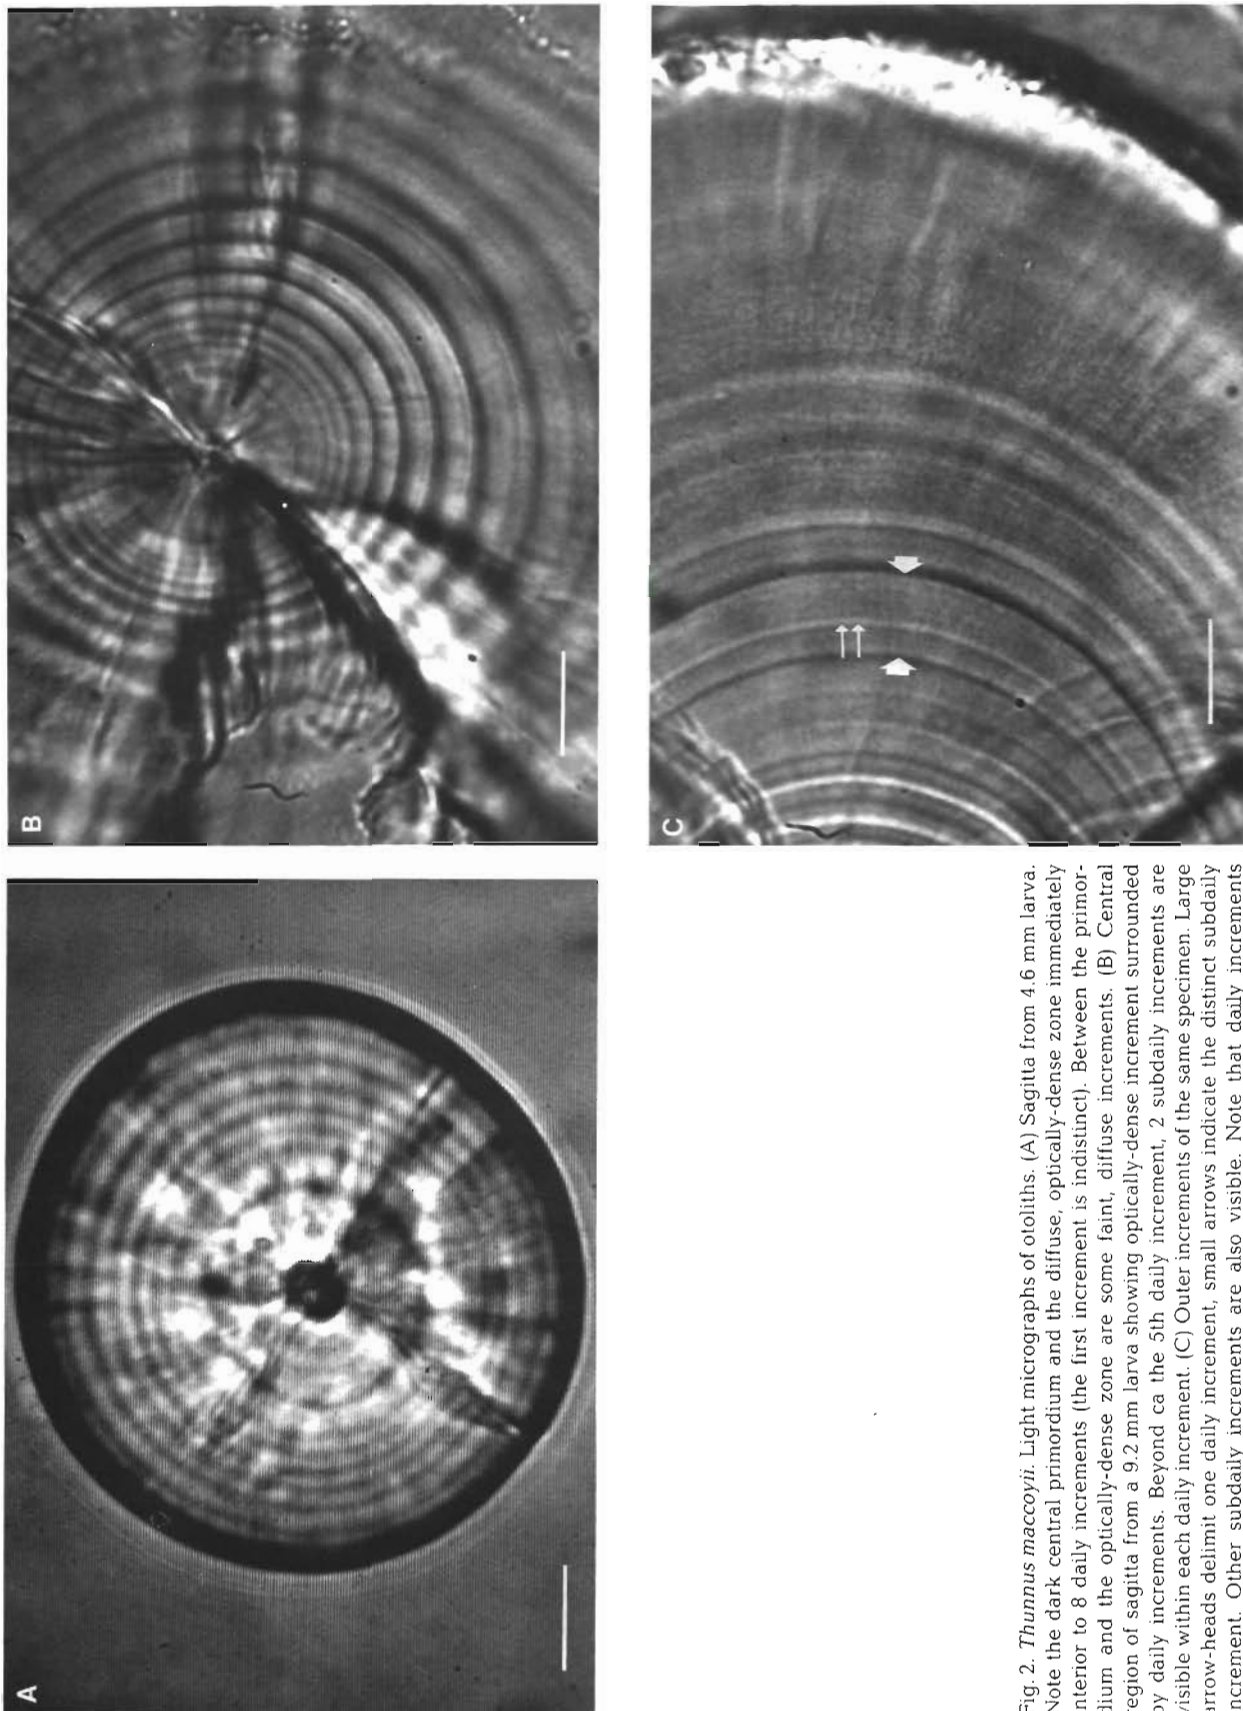 A
B
C
Fig. 2. Thunnus maccoyii. Light micrographs of otoliths. (A) Sagitta from 4.6 mm larva.
Note the dark central primordium and the diffuse, optically-dense zone immediately
nterior to 8 daily increments (the first increment is indistinct). Between the primor-
dium and the optically-dense zone are some faint, diffuse increments. (B) Central
region of sagitta from a 9.2 mm larva showing optically-dense increment surrounded
by daily increments. Beyond ca the 5th daily increment, 2 subdaily increments are
visible within each daily increment. (C) Outer increments of the same specimen. Large
arrow-heads delimit one daily increment, small arrows indicate the distinct subdaily
ncrement. Other subdaily increments are also visible. Note that daily increments